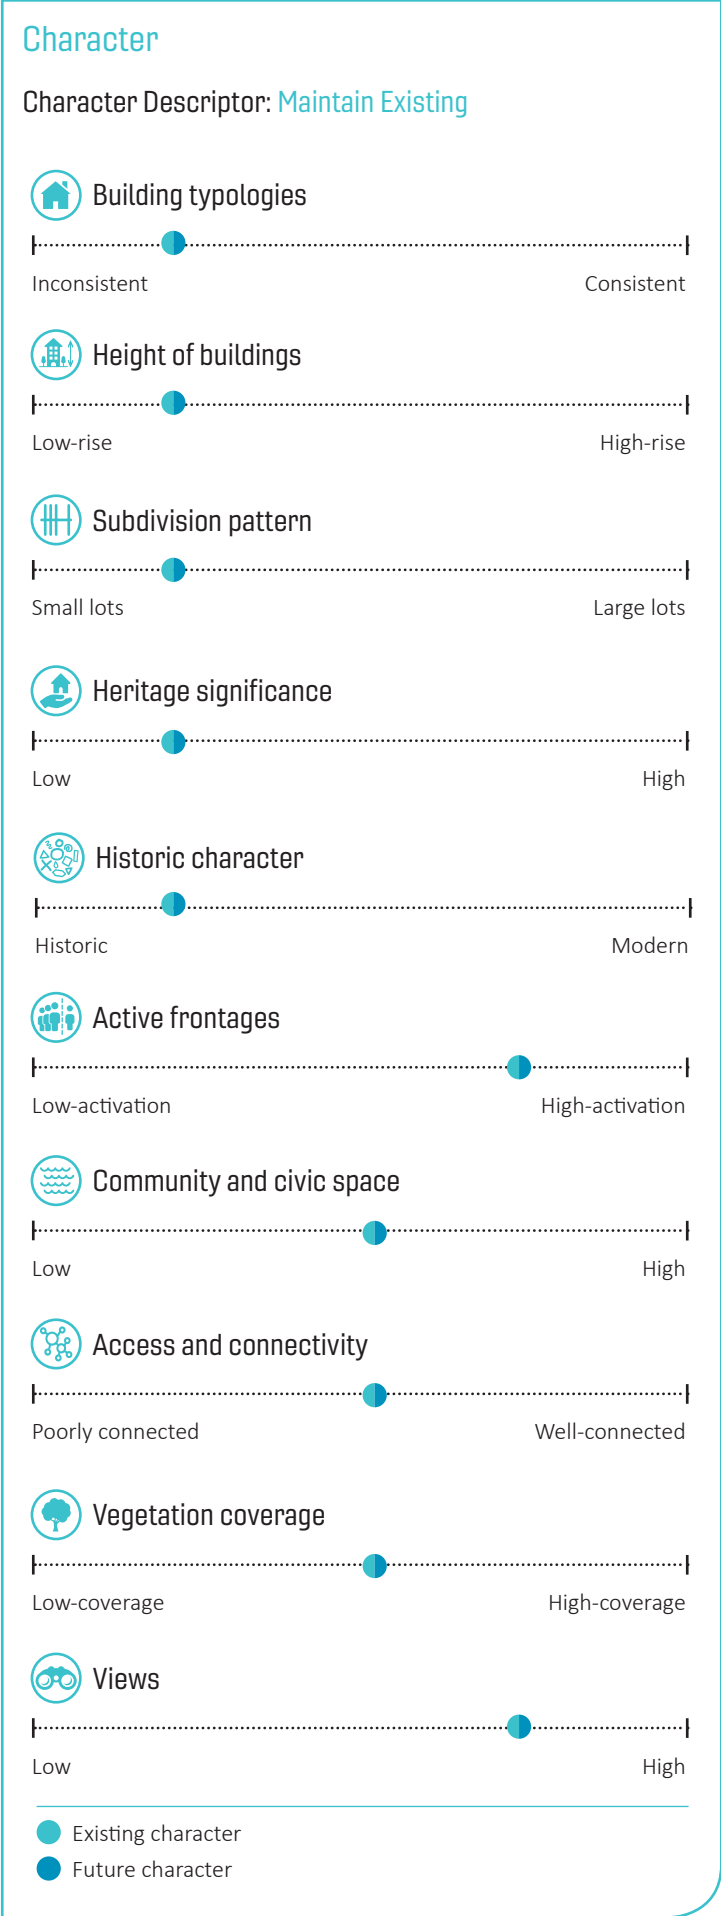 Character
Character Descriptor: Maintain Existing
Building typologies
Inconsistent Consistent
Height of buildings
Low-rise High-rise
Subdivision pattern
Small lots Large lots
Heritage significance
Low High
Historic character
Historic Modern
Active frontages
Low-activation High-activation
Community and civic space
Low High
Access and connectivity
Poorly connected Well-connected
Vegetation coverage
Low-coverage High-coverage
Views
Low High
Existing character
Future character